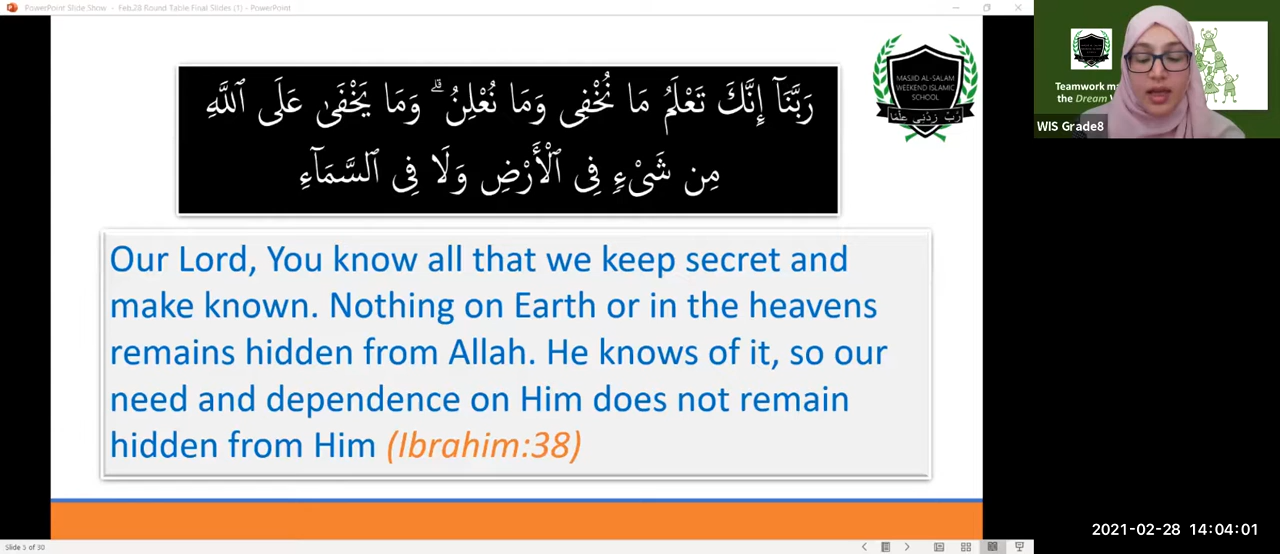 PowerPoint Slide Show - Feb.28 Round Table Final Slides (1) - PowerPoint
رَبَّنَآ إِنَّكَ تَعْلَمُ مَا نُخْفِى وَمَا نُعْلِنُ ۗ وَمَا يَخْفَىٰ عَلَى ٱللَّهِ
مِن شَىْءٍ فِى ٱلْأَرْضِ وَلَا فِى ٱلسَّمَآءِ
MASJID AL-SALAM
WEEKEND ISLAMIC
SCHOOL
رَبِّ زِدْنِي عِلْمًا
Our Lord, You know all that we keep secret and
make known. Nothing on Earth or in the heavens
remains hidden from Allah. He knows of it, so our
need and dependence on Him does not remain
hidden from Him (Ibrahim:38)
Teamwork
the Dream
WIS Grade8
2021-02-28 14:04:01
Slide 5 of 30